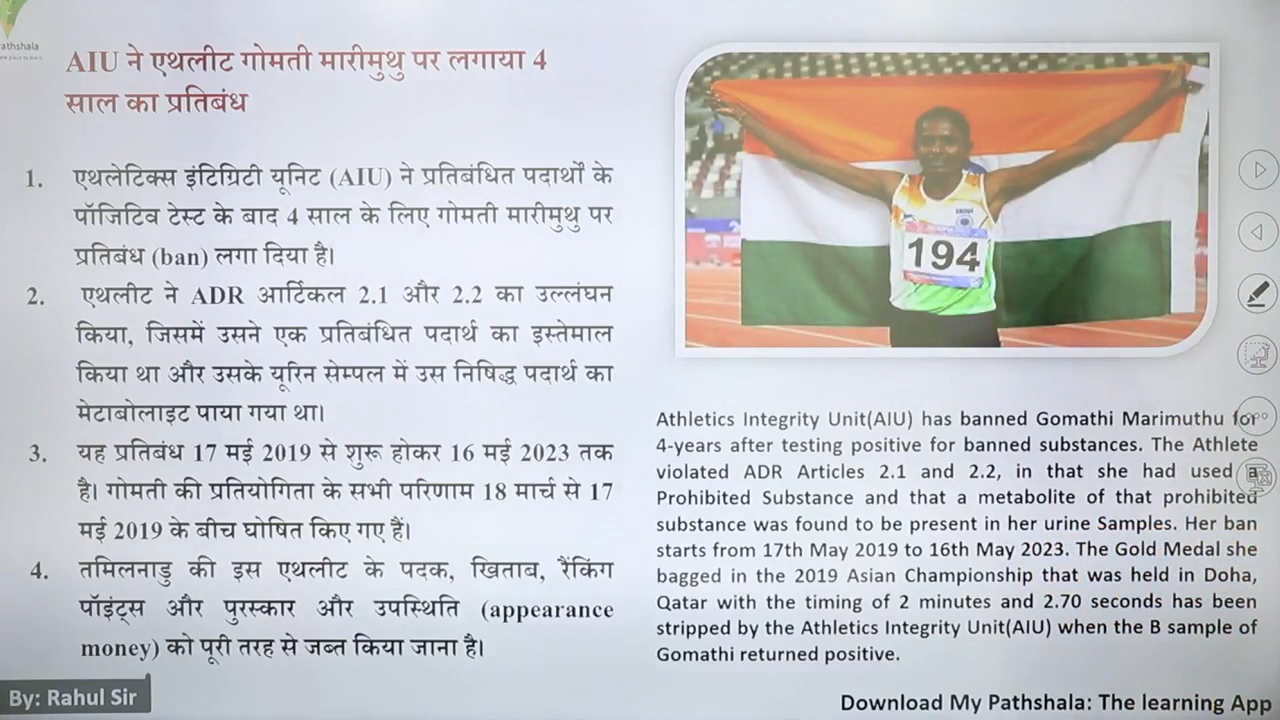 athshala
AIU ने एथलीट गोमती मारीमुथु पर लगाया 4
साल का प्रतिबंध
1. एथलेटिक्स इंटिग्रिटी यूनिट (AIU) ने प्रतिबंधित पदार्थों के
पॉजिटिव टेस्ट के बाद 4 साल के लिए गोमती मारीमुथु पर
प्रतिबंध (ban) लगा दिया है।
2. एथलीट ने ADR आर्टिकल 2.1 और 2.2 का उल्लंघन
किया, जिसमें उसने एक प्रतिबंधित पदार्थ का इस्तेमाल
किया था और उसके यूरिन सेम्पल में उस निषिद्ध पदार्थ का
मेटाबोलाइट पाया गया था।
3. यह प्रतिबंध 17 मई 2019 से शुरू होकर 16 मई 2023 तक
है। गोमती की प्रतियोगिता के सभी परिणाम 18 मार्च से 17
मई 2019 के बीच घोषित किए गए हैं।
4. तमिलनाडु की इस एथलीट के पदक, खिताब, रैंकिंग
पॉइंट्स और पुरस्कार और उपस्थिति (appearance
money) को पूरी तरह से जब्त किया जाना है।
194
Athletics Integrity Unit(AIU) has banned Gomathi Marimuthu for
4-years after testing positive for banned substances. The Athlete
violated ADR Articles 2.1 and 2.2, in that she had used a
Prohibited Substance and that a metabolite of that prohibited
substance was found to be present in her urine Samples. Her ban
starts from 17th May 2019 to 16th May 2023. The Gold Medal she
bagged in the 2019 Asian Championship that was held in Doha,
Qatar with the timing of 2 minutes and 2.70 seconds has been
stripped by the Athletics Integrity Unit(AIU) when the B sample of
Gomathi returned positive.
By: Rahul Sir
Download My Pathshala: The learning App